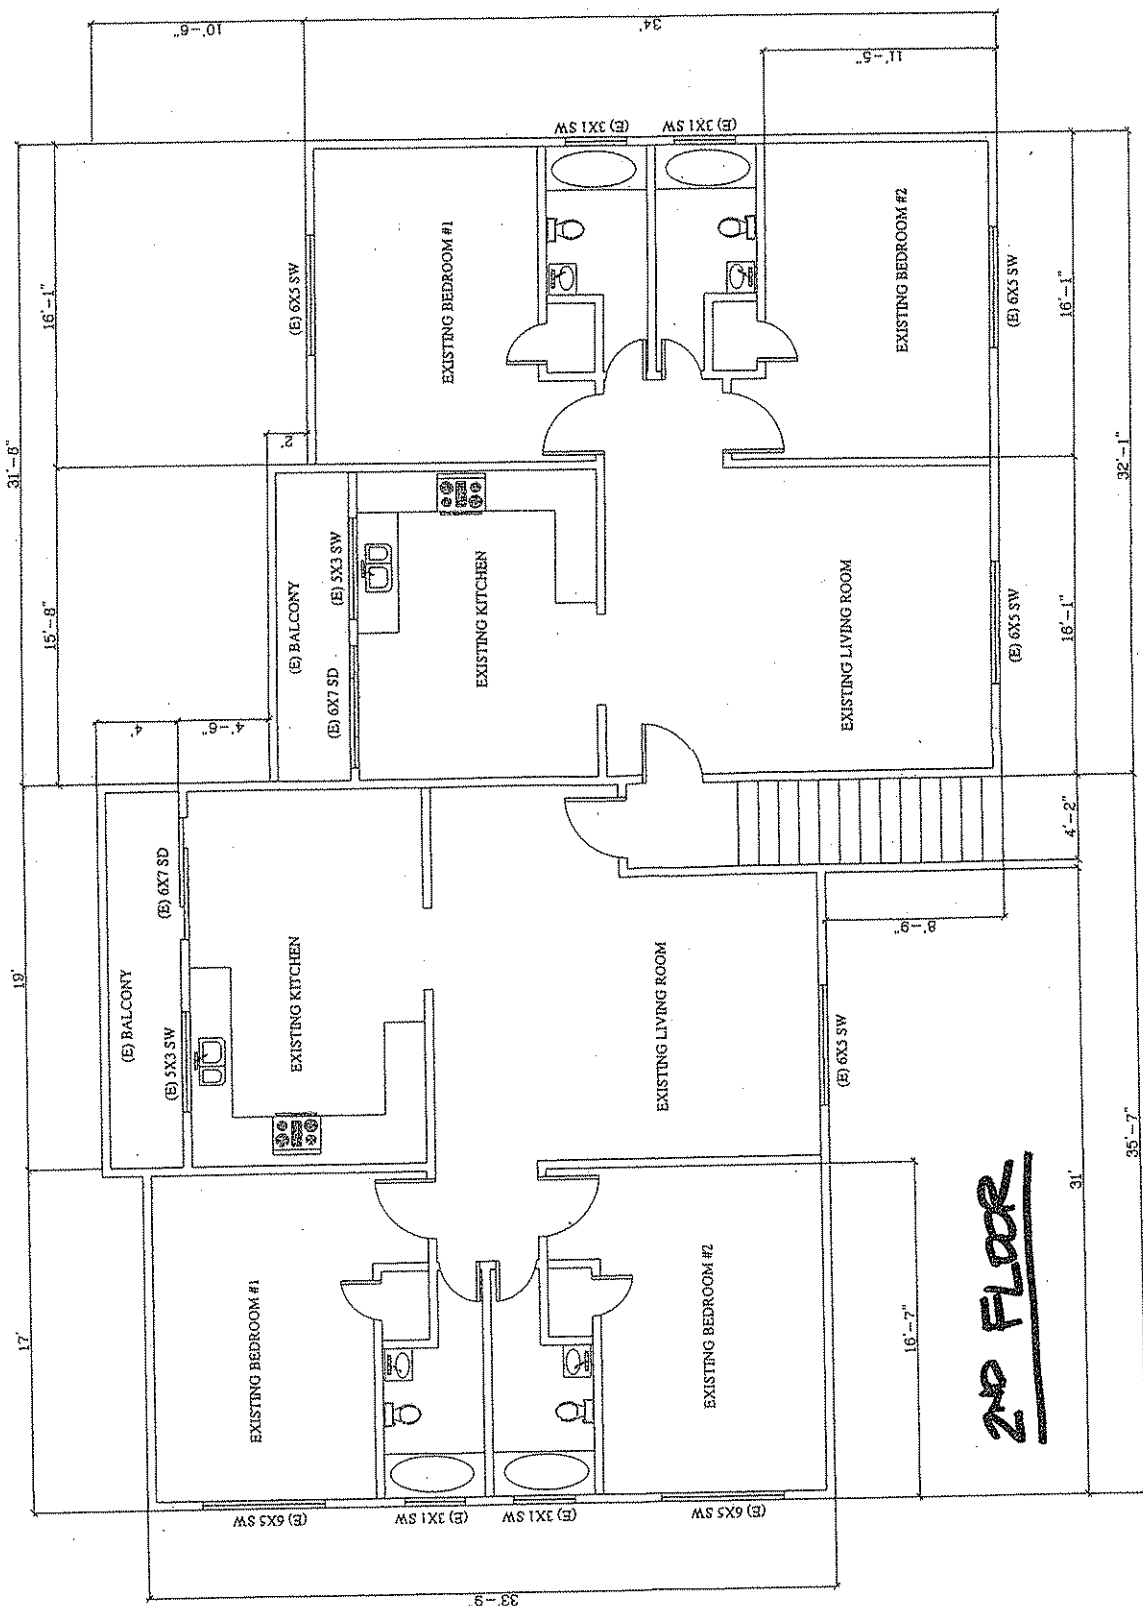 31'-8"
19'
17'
15'-8"
16'-1"
4'
4'-6"
2'
10'-6"
34'
11'-5"
33'-9"
(E) BALCONY
(E) 5X3 SW
(E) 6X7 SD
EXISTING KITCHEN
(E) BALCONY
(E) 6X7 SD
(E) 5X3 SW
EXISTING KITCHEN
(E) 6X5 SW
EXISTING BEDROOM #1
EXISTING BEDROOM #1
(E) 6X5 SW
(E) 3X1 SW
(E) 3X1 SW
(E) 6X5 SW
(E) 3X1 SW
(E) 3X1 SW
EXISTING LIVING ROOM
EXISTING BEDROOM #2
EXISTING LIVING ROOM
EXISTING BEDROOM #2
(E) 6X5 SW
(E) 6X5 SW
(E) 6X5 SW
8'-9"
16'-7"
31'
4'-2"
16'-1"
16'-1"
35'-7"
32'-1"
2ND FLOOR